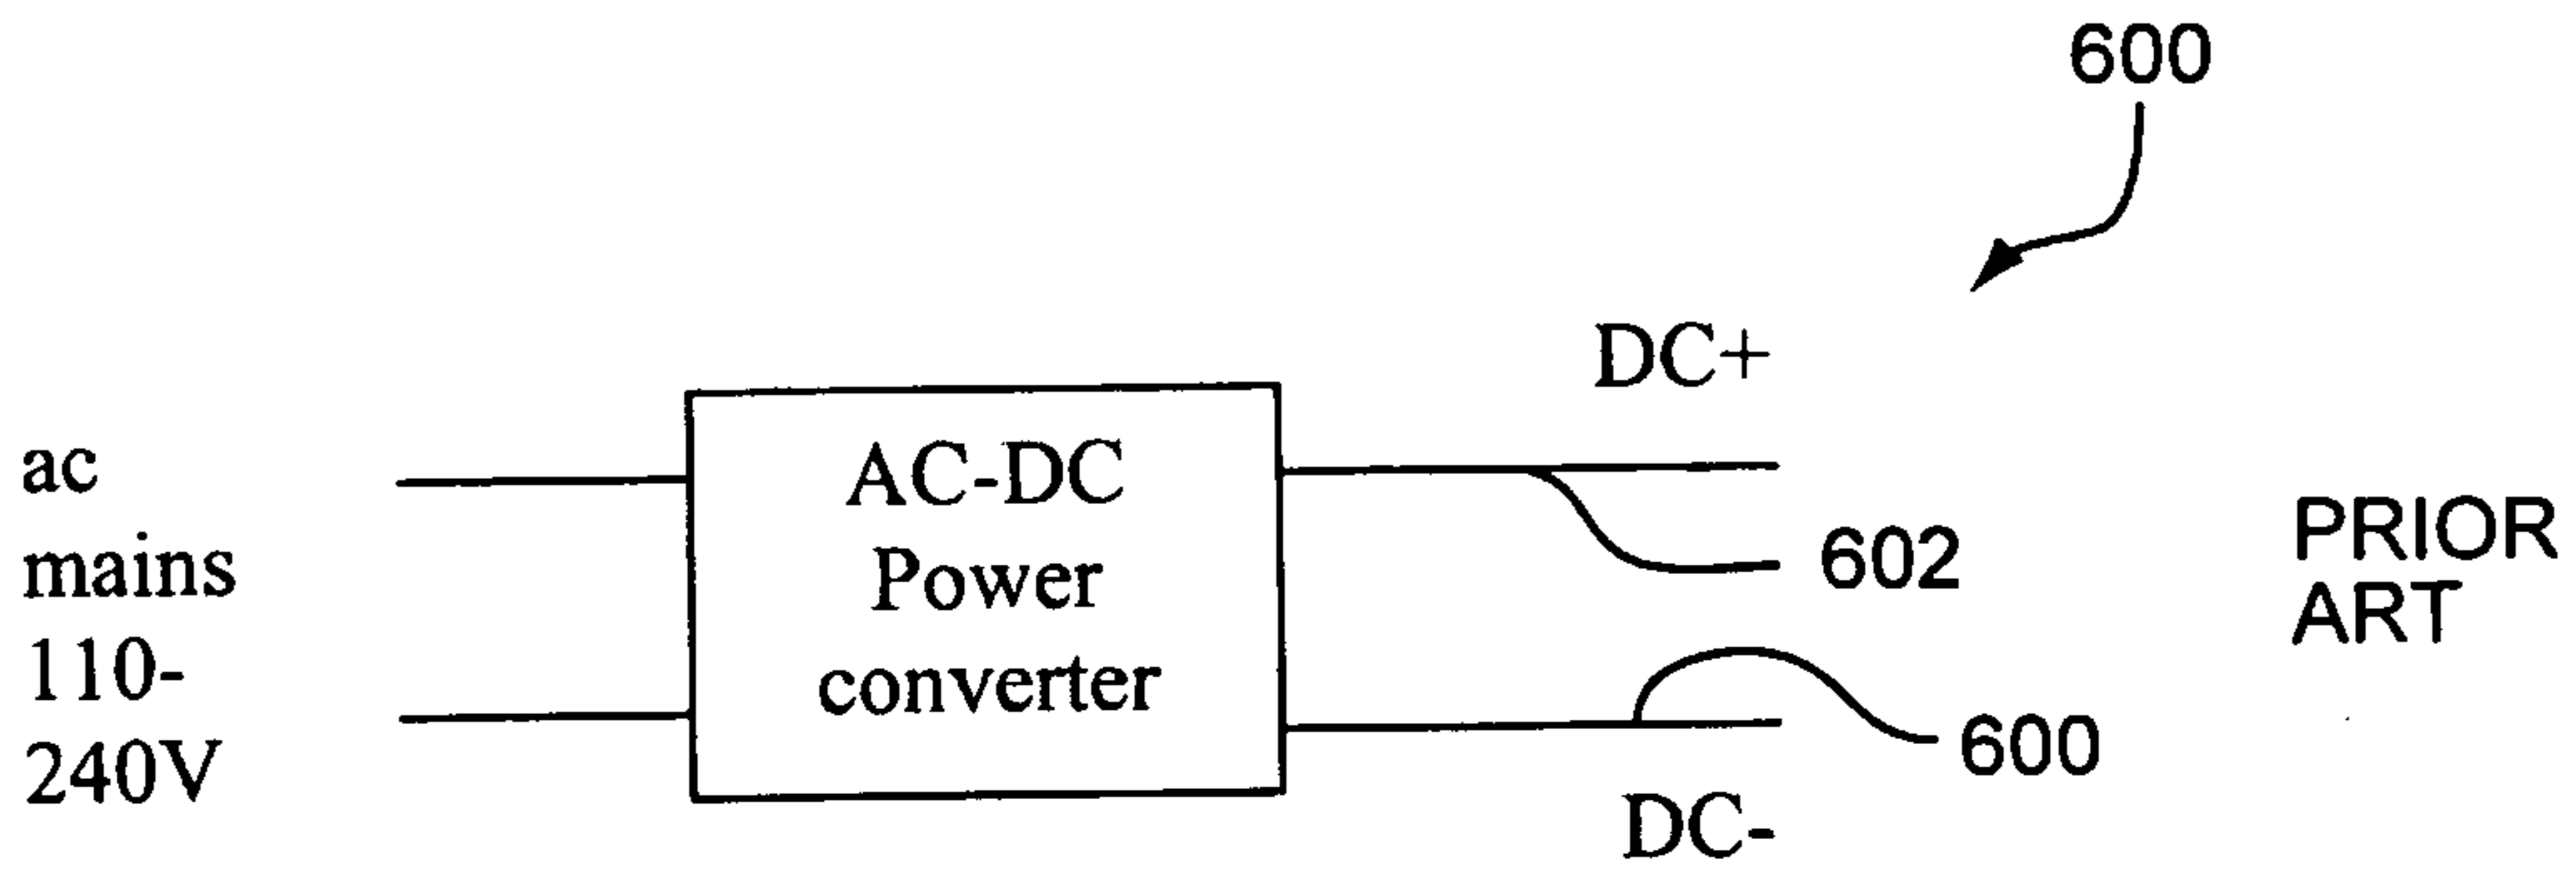 600
DC+
ac
mains
110-
240V
AC-DC
Power
converter
602
600
DC-
PRIOR
ART